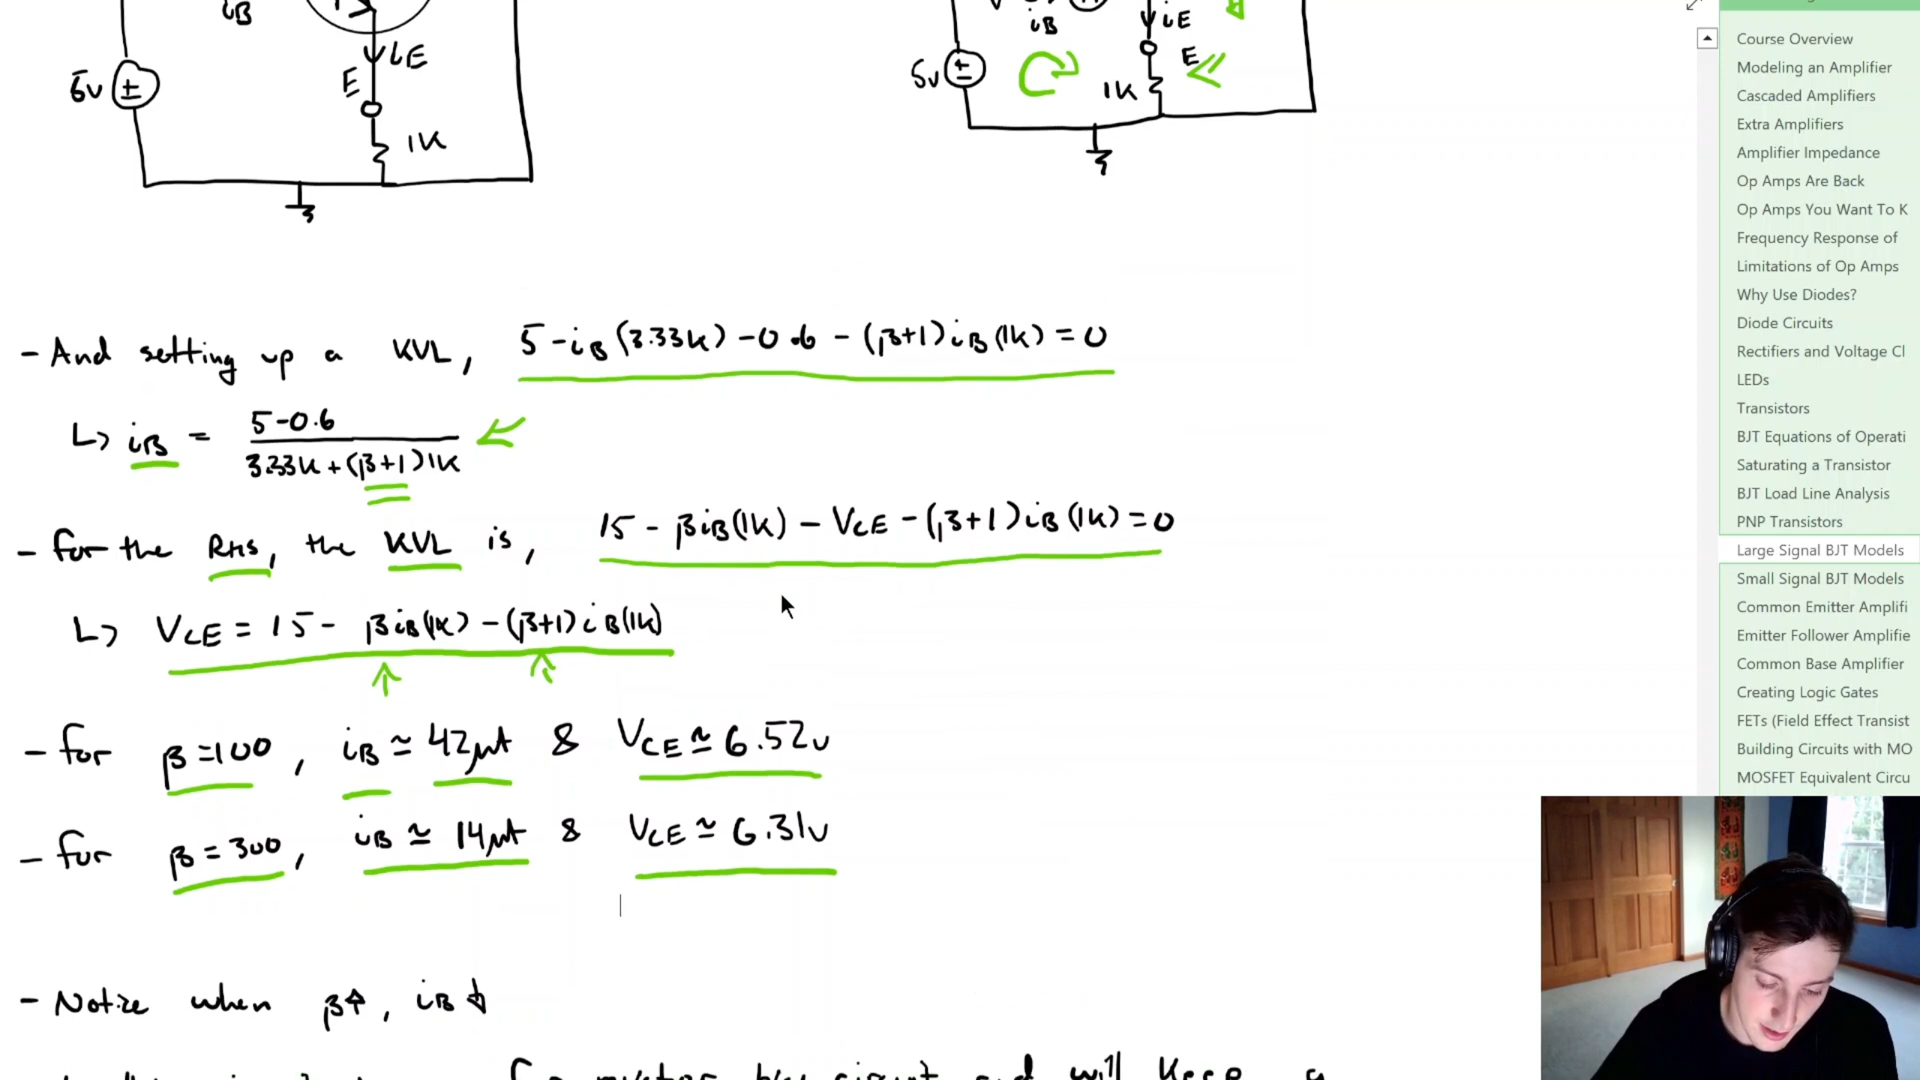 iB
iE
5v
E
1K
iB
iE
5v
E
1K
- And setting up a KVL, 5-iB(3.33k)-0.6-(β+1)iB(1k)=0
↳ iB = 5-0.6 / 3.33k+(β+1)1k
- for the RHS, the KVL is, 15-βiB(1k)-VCE-(β+1)iB(1k)=0
↳ VCE = 15- βiB(1k)-(β+1)iB(1k)
- for β=100, iB ≃ 42μA & VCE ≃ 6.52v
- for β=300, iB ≃ 14μA & VCE ≃ 6.31v
- Notice when β↑, iB↓
Course Overview
Modeling an Amplifier
Cascaded Amplifiers
Extra Amplifiers
Amplifier Impedance
Op Amps Are Back
Op Amps You Want To K
Frequency Response of
Limitations of Op Amps
Why Use Diodes?
Diode Circuits
Rectifiers and Voltage Cl
LEDs
Transistors
BJT Equations of Operati
Saturating a Transistor
BJT Load Line Analysis
PNP Transistors
Large Signal BJT Models
Small Signal BJT Models
Common Emitter Amplifi
Emitter Follower Amplifie
Common Base Amplifier
Creating Logic Gates
FETs (Field Effect Transist
Building Circuits with MO
MOSFET Equivalent Circu